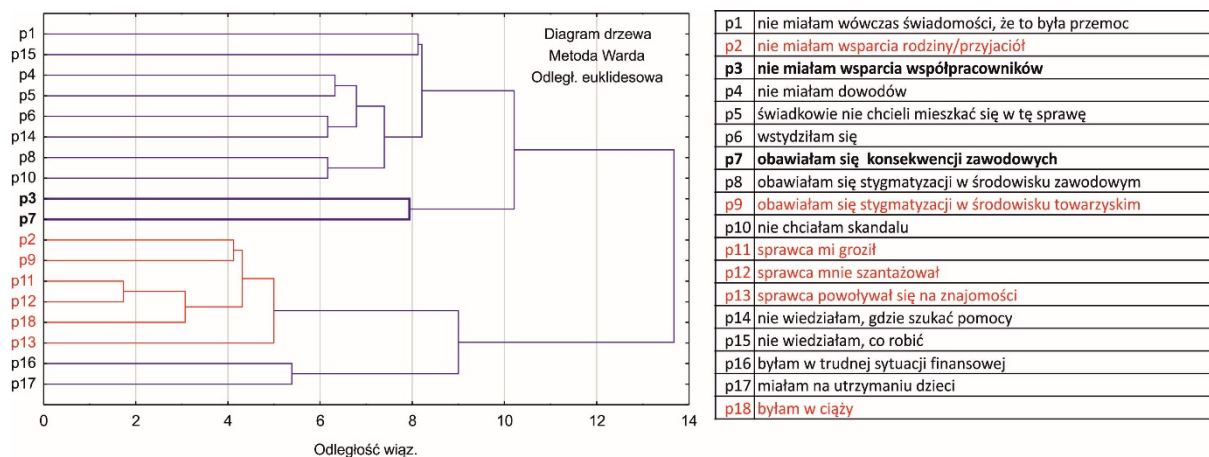 Diagram drzewa
Metoda Warda
Odległ. euklidesowa
p1
p15
p4
p5
p6
p14
p8
p10
p3
p7
p2
p9
p11
p12
p18
p13
p16
p17
0 2 4 6 8 10 12 14
Odległość wiąz.
p1 nie miałam wówczas świadomości, że to była przemoc
p2 nie miałam wsparcia rodziny/przyjaciół
p3 nie miałam wsparcia współpracowników
p4 nie miałam dowodów
p5 świadkowie nie chcieli mieszkać się w tę sprawę
p6 wstydziłam się
p7 obawiałam się konsekwencji zawodowych
p8 obawiałam się stygmatyzacji w środowisku zawodowym
p9 obawiałam się stygmatyzacji w środowisku towarzyskim
p10 nie chciałam skandalu
p11 sprawca mi groził
p12 sprawca mnie szantażował
p13 sprawca powoływał się na znajomości
p14 nie wiedziałam, gdzie szukać pomocy
p15 nie wiedziałam, co robić
p16 byłam w trudnej sytuacji finansowej
p17 miałam na utrzymaniu dzieci
p18 byłam w ciąży